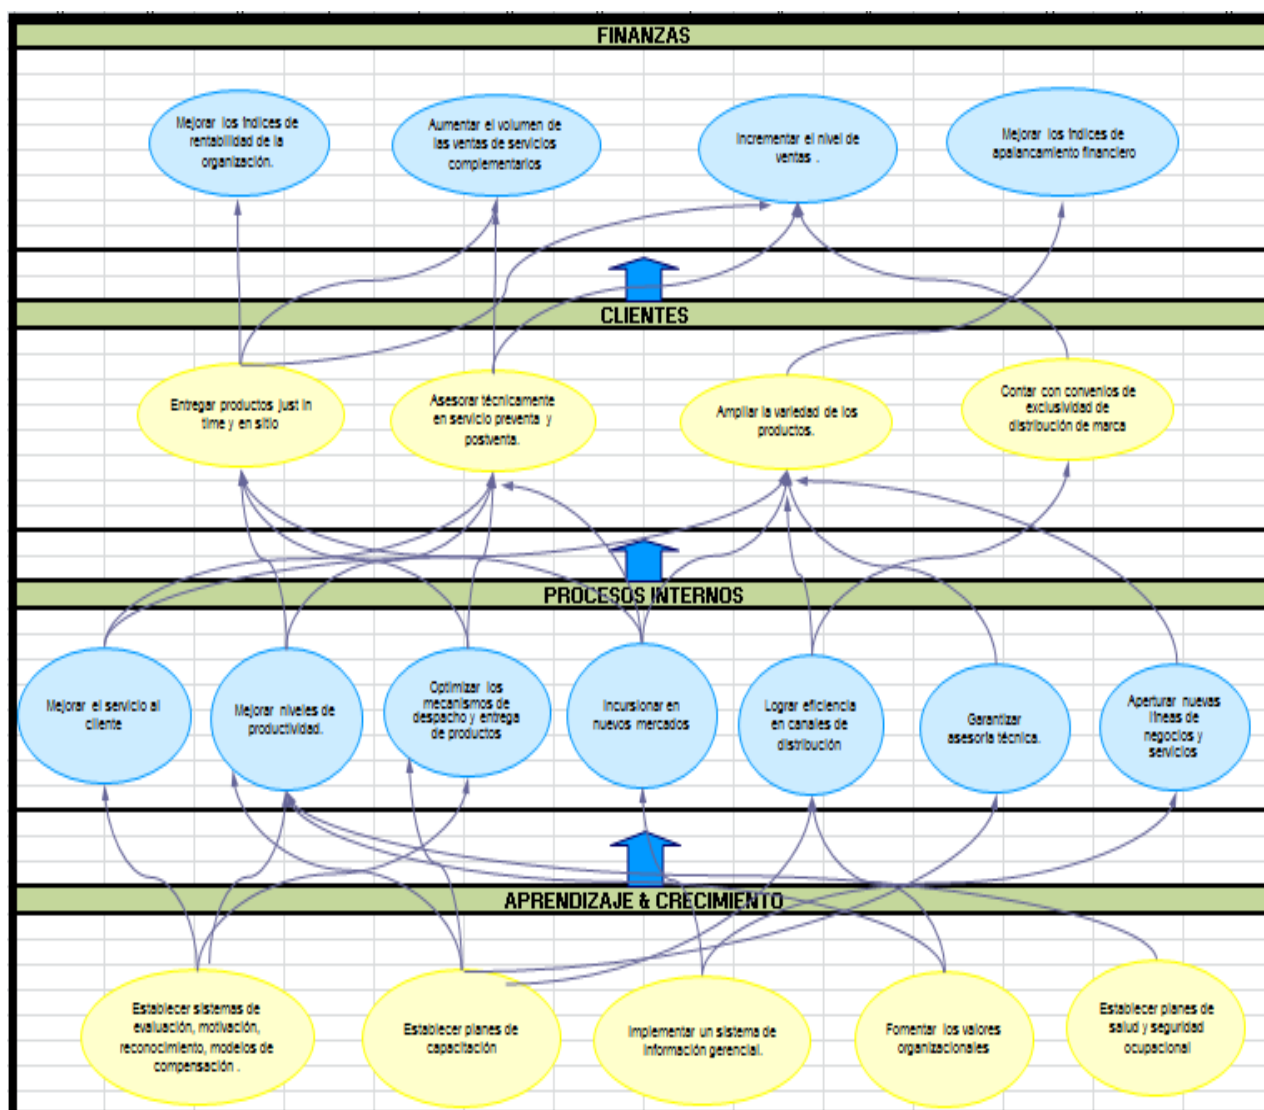 FINANZAS
Mejorar los índices de
rentabilidad de la
organización.
Aumentar el volumen de
las ventas de servicios
complementarios
Incrementar el nivel de
ventas .
Mejorar los índices de
apalancamiento financiero
CLIENTES
Entregar productos just in
time y en sitio
Asesorar técnicamente
en servicio preventa y
postventa.
Ampliar la variedad de los
productos.
Contar con convenios de
exclusividad de
distribución de marca
PROCESOS INTERNOS
Mejorar el servicio al
cliente
Mejorar niveles de
productividad.
Optimizar los
mecanismos de
despacho y entrega
de productos
Incursionar en
nuevos mercados
Lograr eficiencia
en canales de
distribución
Garantizar
asesoría técnica.
Aperturar nuevas
líneas de
negocios y
servicios
APRENDIZAJE & CRECIMIENTO
Establecer sistemas de
evaluación, motivación,
reconocimiento, modelos de
compensación .
Establecer planes de
capacitación
Implementar un sistema de
información gerencial.
Fomentar los valores
organizacionales
Establecer planes de
salud y seguridad
ocupacional